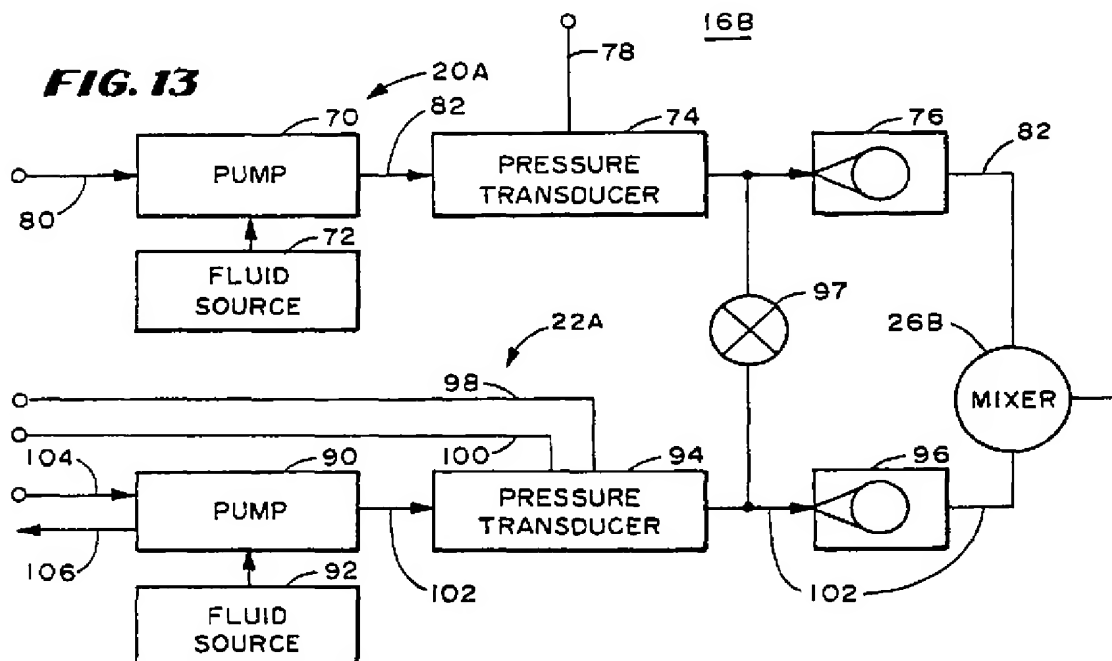 16B
78
FIG. 13
20A
70
82
74
76
82
PUMP
PRESSURE
TRANSDUCER
80
72
FLUID
SOURCE
97
22A
26B
98
MIXER
100
104
90
94
96
PUMP
PRESSURE
TRANSDUCER
106
92
102
102
FLUID
SOURCE